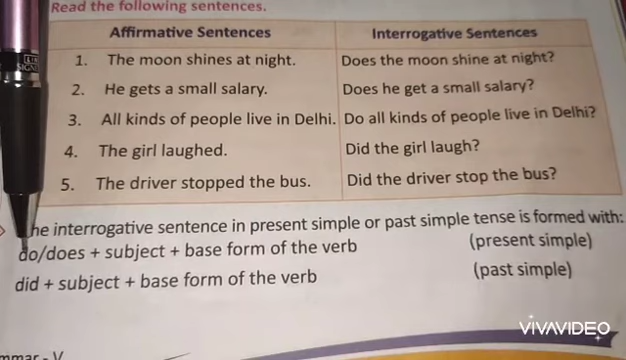 Read the following sentences.
Affirmative Sentences Interrogative Sentences
1. The moon shines at night. Does the moon shine at night?
2. He gets a small salary. Does he get a small salary?
3. All kinds of people live in Delhi. Do all kinds of people live in Delhi?
4. The girl laughed. Did the girl laugh?
5. The driver stopped the bus. Did the driver stop the bus?
he interrogative sentence in present simple or past simple tense is formed with:
do/does + subject + base form of the verb (present simple)
did + subject + base form of the verb (past simple)
VIVAVIDEO
mmar - V